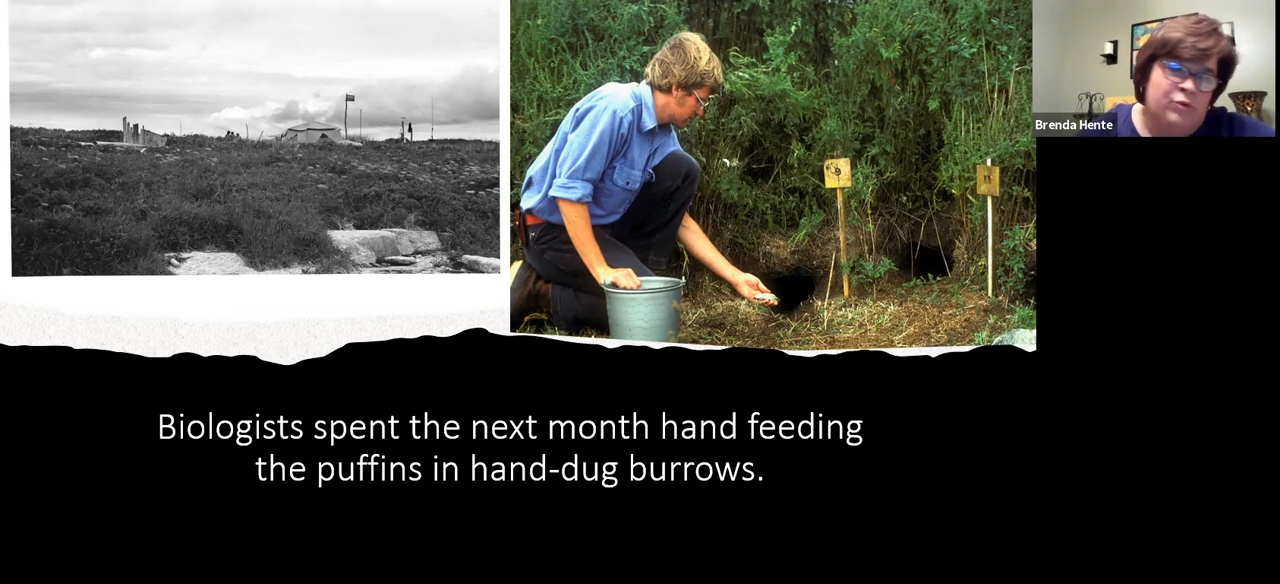 Brenda Hente
Biologists spent the next month hand feeding
the puffins in hand-dug burrows.